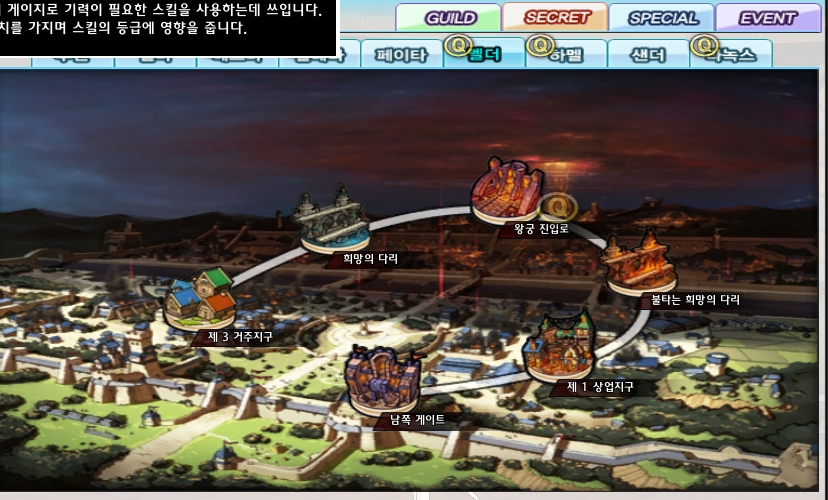 게이지로 기력이 필요한 스킬을 사용하는데 쓰입니다.
치를 가지며 스킬의 등급에 영향을 줍니다.
GUILD
SECRET
SPECIAL
EVENT
페이타
벨더
하멜
샌더
왕궁 진입로
희망의 다리
불타는 희망의 다리
제 3 거주지구
제 1 상업지구
남쪽 게이트